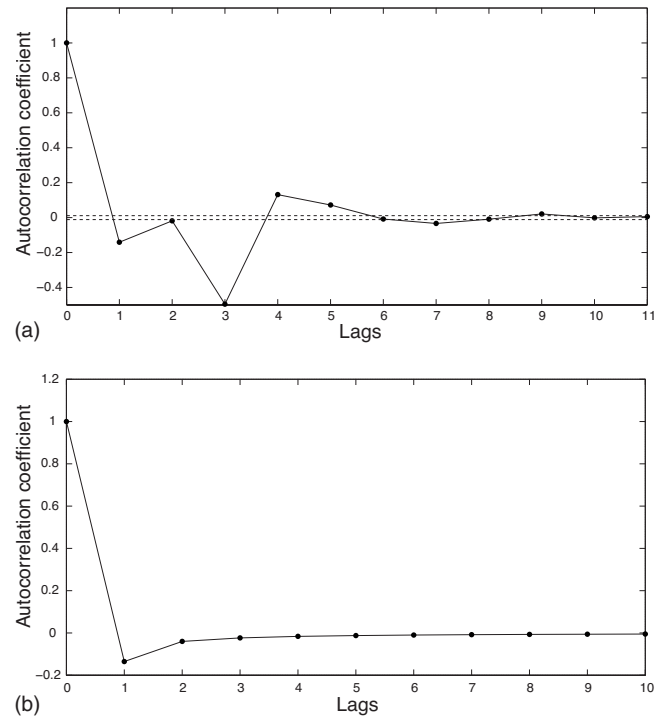 1
0.8
0.6
0.4
0.2
0
−0.2
−0.4
Autocorrelation coefficient
0 1 2 3 4 5 6 7 8 9 10 11
(a)
Lags
1.2
1
0.8
0.6
0.4
0.2
0
−0.2
Autocorrelation coefficient
0 1 2 3 4 5 6 7 8 9 10
(b)
Lags